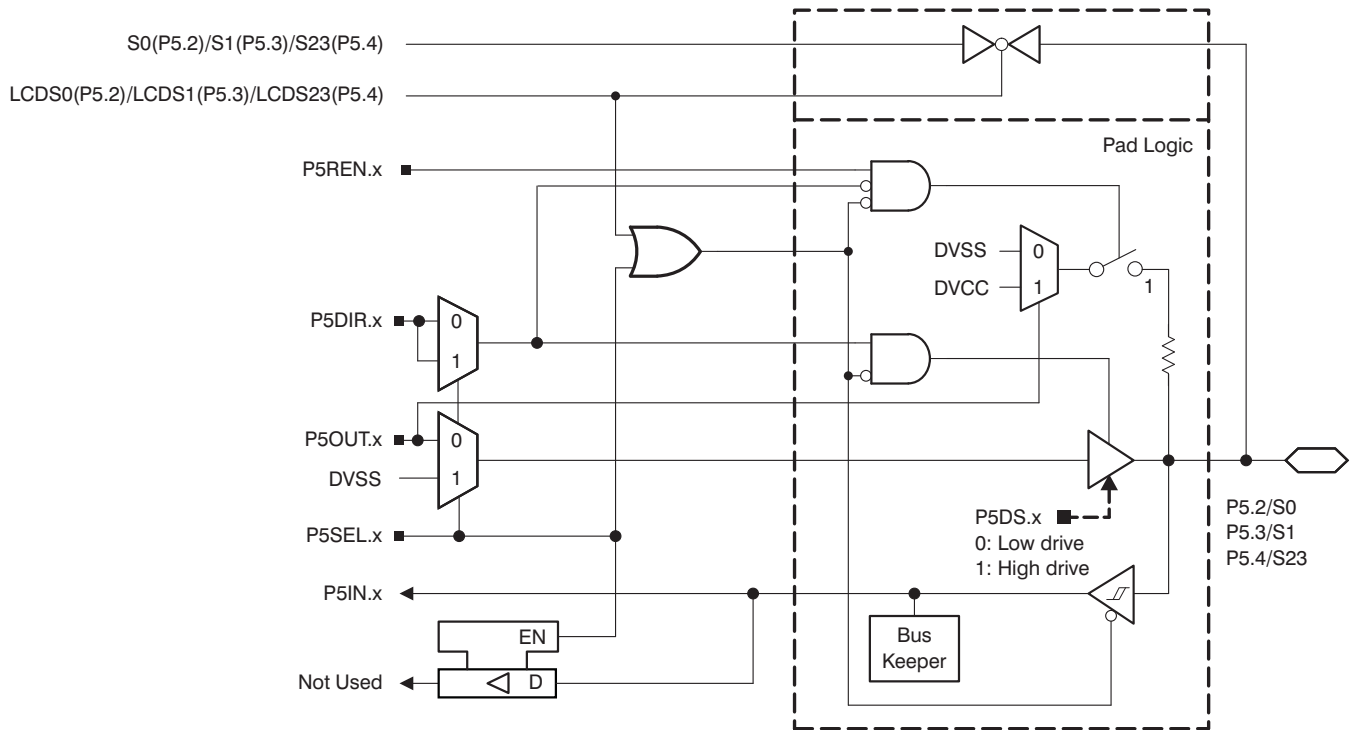 S0(P5.2)/S1(P5.3)/S23(P5.4)
LCDS0(P5.2)/LCDS1(P5.3)/LCDS23(P5.4)
Pad Logic
P5REN.x
DVSS
0
DVCC
1
1
P5DIR.x
0
1
P5OUT.x
0
DVSS
1
P5SEL.x
P5DS.x
0: Low drive
1: High drive
P5.2/S0
P5.3/S1
P5.4/S23
P5IN.x
Bus
Keeper
EN
Not Used
D